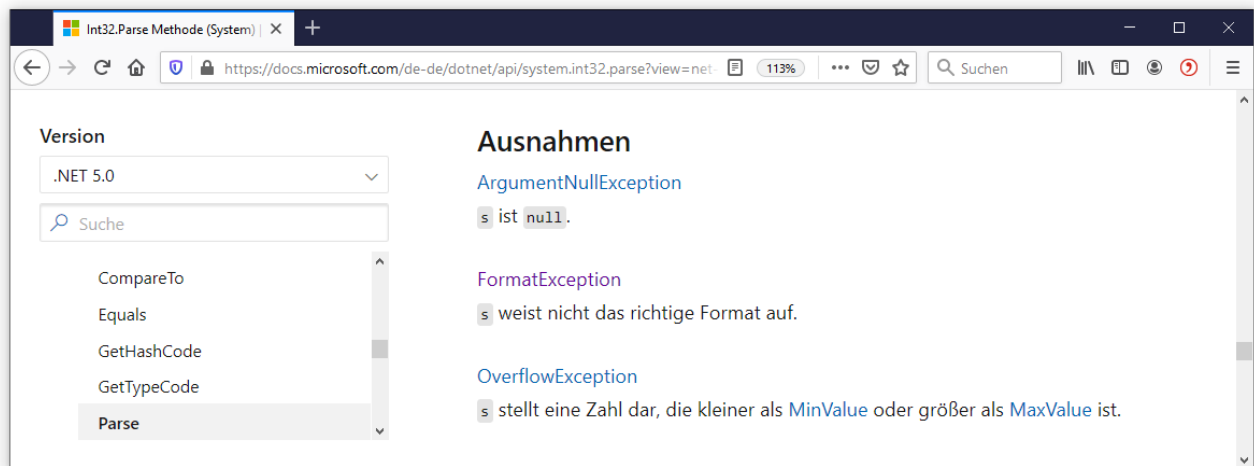 Int32.Parse Methode (System) |
https://docs.microsoft.com/de-de/dotnet/api/system.int32.parse?view=net-
113%
Suchen
Version
.NET 5.0
Suche
CompareTo
Equals
GetHashCode
GetTypeCode
Parse
Ausnahmen
ArgumentNullException
s ist null.
FormatException
s weist nicht das richtige Format auf.
OverflowException
s stellt eine Zahl dar, die kleiner als MinValue oder größer als MaxValue ist.